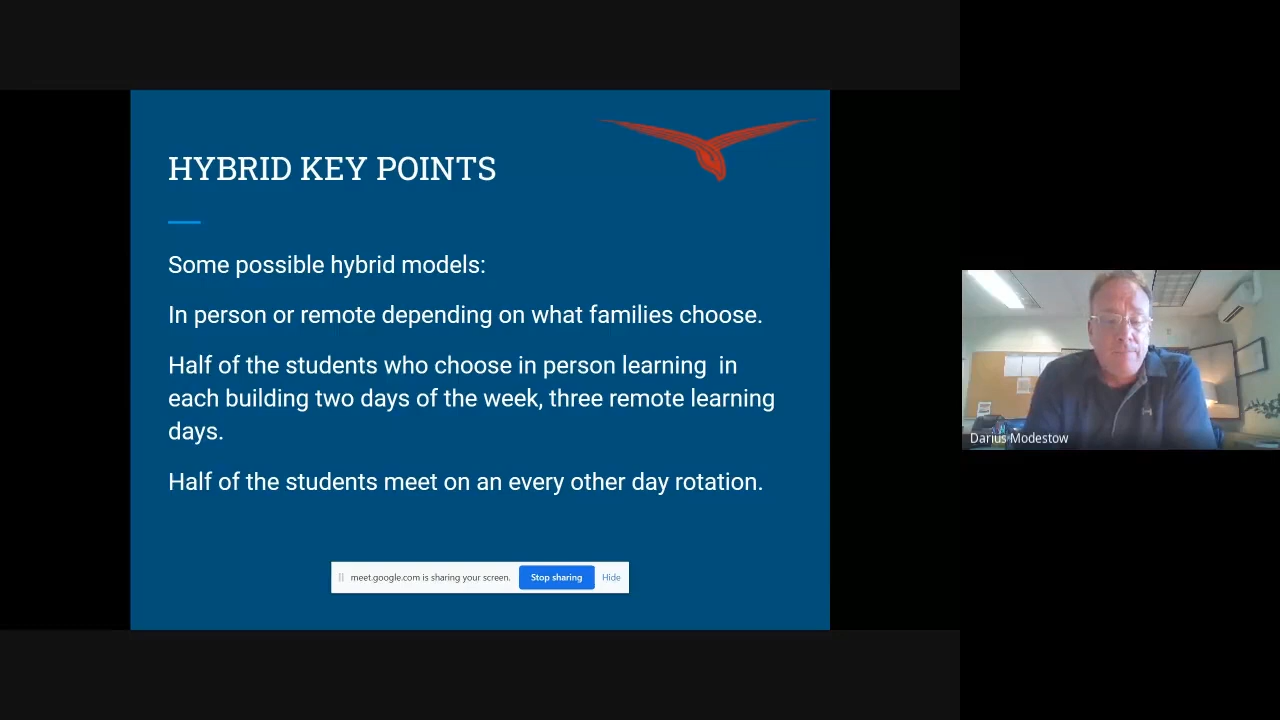 HYBRID KEY POINTS
Some possible hybrid models:
In person or remote depending on what families choose.
Half of the students who choose in person learning in
each building two days of the week, three remote learning
days.
Half of the students meet on an every other day rotation.
meet.google.com is sharing your screen. Stop sharing Hide
Darius Modestow